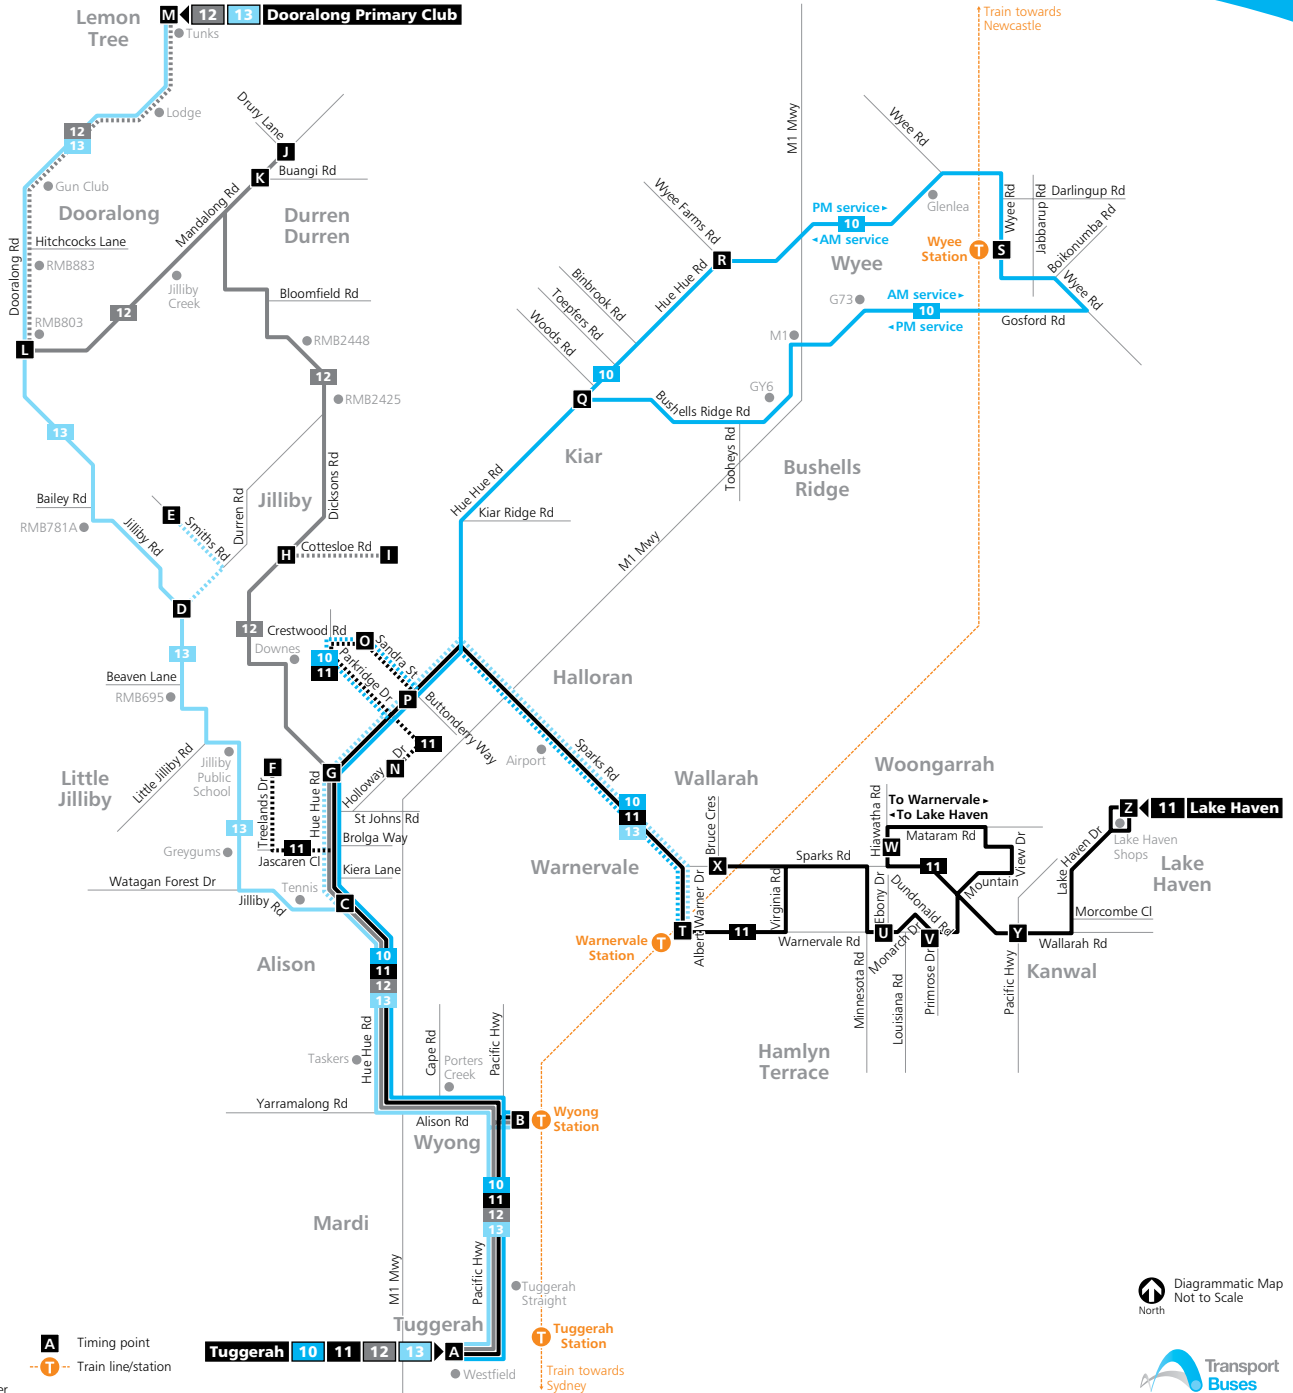 Lemon
Tree
M
12
13
Dooralong Primary Club
Tunks
Lodge
12
13
Gun Club
Dooralong
Dooralong Rd
Hitchcocks Lane
RMB883
RMB803
L
Drury Lane
J
K
Buangi Rd
Mandalong Rd
Durren
Durren
Jilliby
Creek
12
Bloomfield Rd
RMB2448
12
RMB2425
13
Bailey Rd
RMB781A
Jilliby Rd
E
Smiths Rd
Durren Rd
Jilliby
Dicksons Rd
H
Cottesloe Rd
I
D
13
12
Crestwood Rd
Downes
O
Sandra St
10
11
Parkridge Dr
P
Buttonderry Way
11
Holloway Dr
N
Beaven Lane
RMB695
Little Jilliby Rd
Little
Jilliby
Jilliby
Public
School
F
Treelands Dr
G
Hue Hue Rd
St Johns Rd
Brolga Way
11
Jascaren Cl
Kiera Lane
13
Greygums
Watagan Forest Dr
Tennis
Jilliby Rd
C
Alison
10
11
12
13
Taskers
Hue Hue Rd
Cape Rd
Porters
Creek
Pacific Hwy
Yarramalong Rd
Alison Rd
Wyong
B
T
Wyong
Station
10
11
12
13
Mardi
M1 Mwy
Pacific Hwy
Tuggerah
Straight
Tuggerah
T
Tuggerah
Station
Tuggerah
10
11
12
13
A
Westfield
Train towards
Sydney
Train towards
Newcastle
M1 Mwy
Wyee Rd
Wyee Farms Rd
PM service
10
AM service
Glenlea
Wyee Rd
Jabbarup Rd
Darlingup Rd
Boikonumba Rd
Wyee
Station
T
S
Wyee
R
Hue Hue Rd
Binbrook Rd
Toepfers Rd
Woods Rd
G73
AM service
10
PM service
Wyee Rd
Gosford Rd
M1
10
Q
GY6
Bushells Ridge Rd
Tooheys Rd
Kiar
Bushells
Ridge
Hue Hue Rd
Kiar Ridge Rd
M1 Mwy
Halloran
Airport
Sparks Rd
10
11
13
Warnervale
Wallarah
Bruce Cres
X
Sparks Rd
Albert Warner Dr
Virginia Rd
T
11
Warnervale Rd
Warnervale
Station
T
Woongarrah
Hiawatha Rd
To Warnervale
To Lake Haven
Mataram Rd
W
11
View Dr
Mountain
Ebony Dr
Dundonald Rd
U
Monarch Dr
V
Minnesota Rd
Louisiana Rd
Primrose Dr
Hamlyn
Terrace
Y
Pacific Hwy
Wallarah Rd
Kanwal
Morcombe Cl
Lake Haven Dr
Z
11
Lake Haven
Lake Haven
Shops
Lake
Haven
A
Timing point
T
Train line/station
North
Diagrammatic Map
Not to Scale
Transport
Buses
er